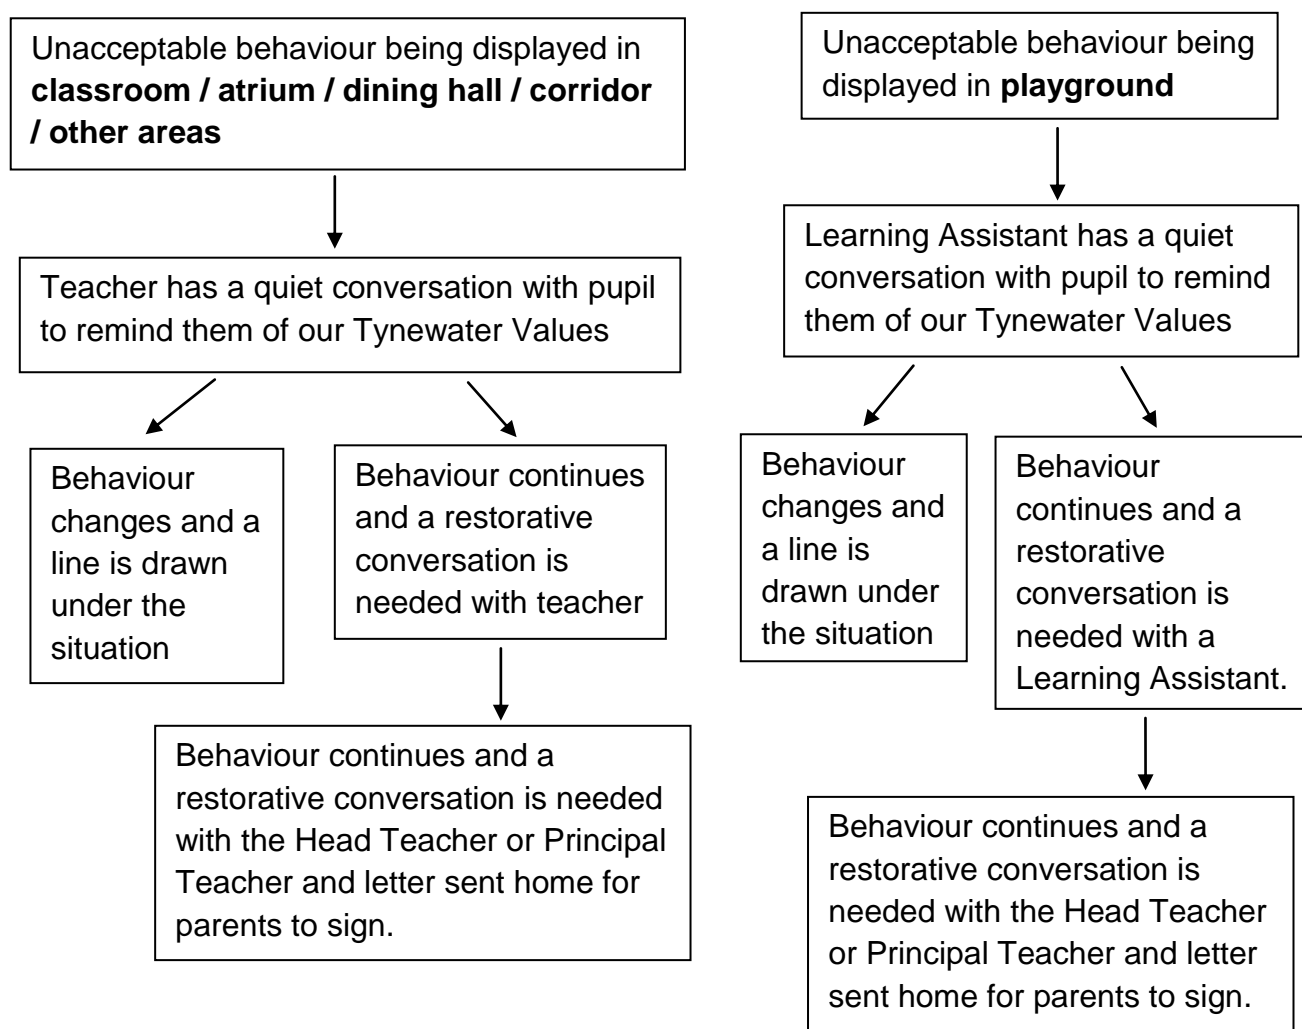 Unacceptable behaviour being displayed in
classroom / atrium / dining hall / corridor
/ other areas
Teacher has a quiet conversation with pupil
to remind them of our Tynewater Values
Behaviour
changes and a
line is drawn
under the
situation
Behaviour continues
and a restorative
conversation is
needed with teacher
Behaviour continues and a
restorative conversation is needed
with the Head Teacher or Principal
Teacher and letter sent home for
parents to sign.
Unacceptable behaviour being
displayed in playground
Learning Assistant has a quiet
conversation with pupil to remind
them of our Tynewater Values
Behaviour
changes and
a line is
drawn under
the situation
Behaviour
continues and a
restorative
conversation is
needed with a
Learning Assistant.
Behaviour continues and a
restorative conversation is
needed with the Head Teacher
or Principal Teacher and letter
sent home for parents to sign.